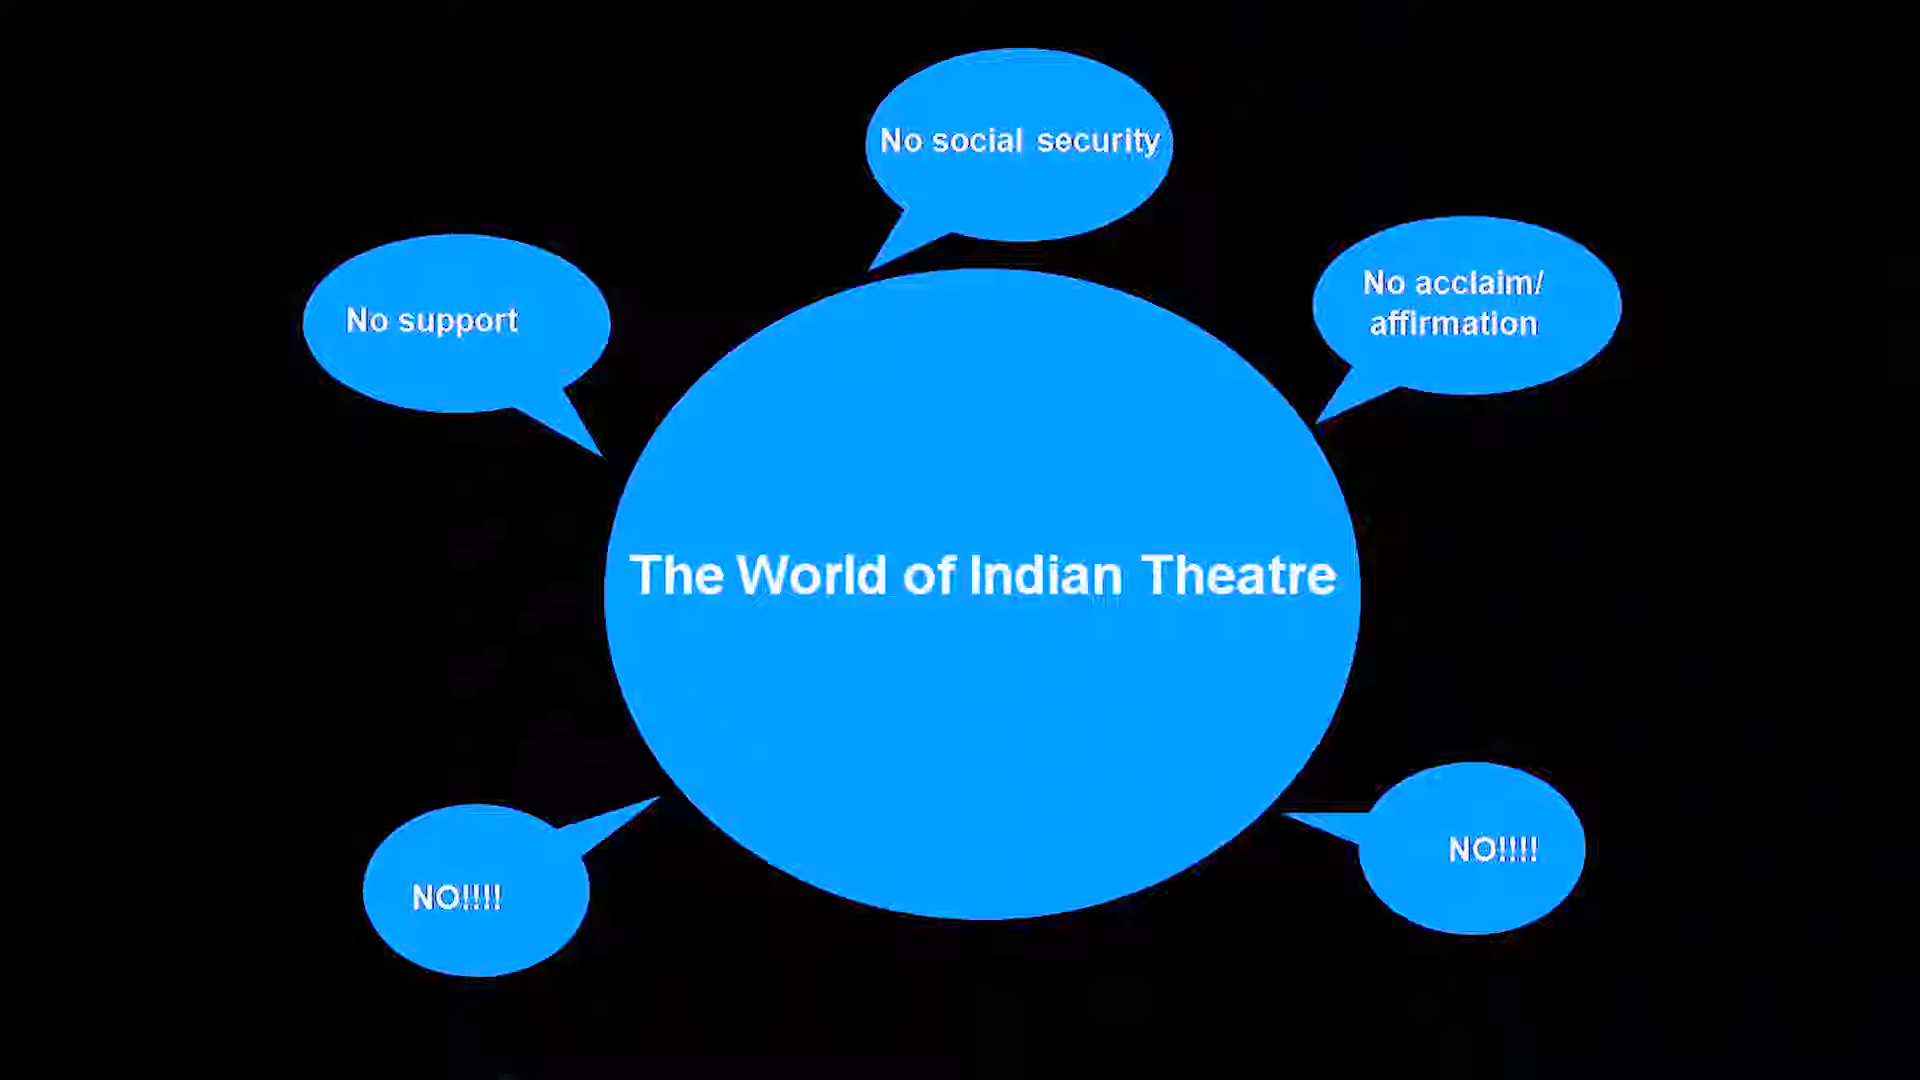 No social security
No support
No acclaim/
affirmation
The World of Indian Theatre
NO!!!!
NO!!!!